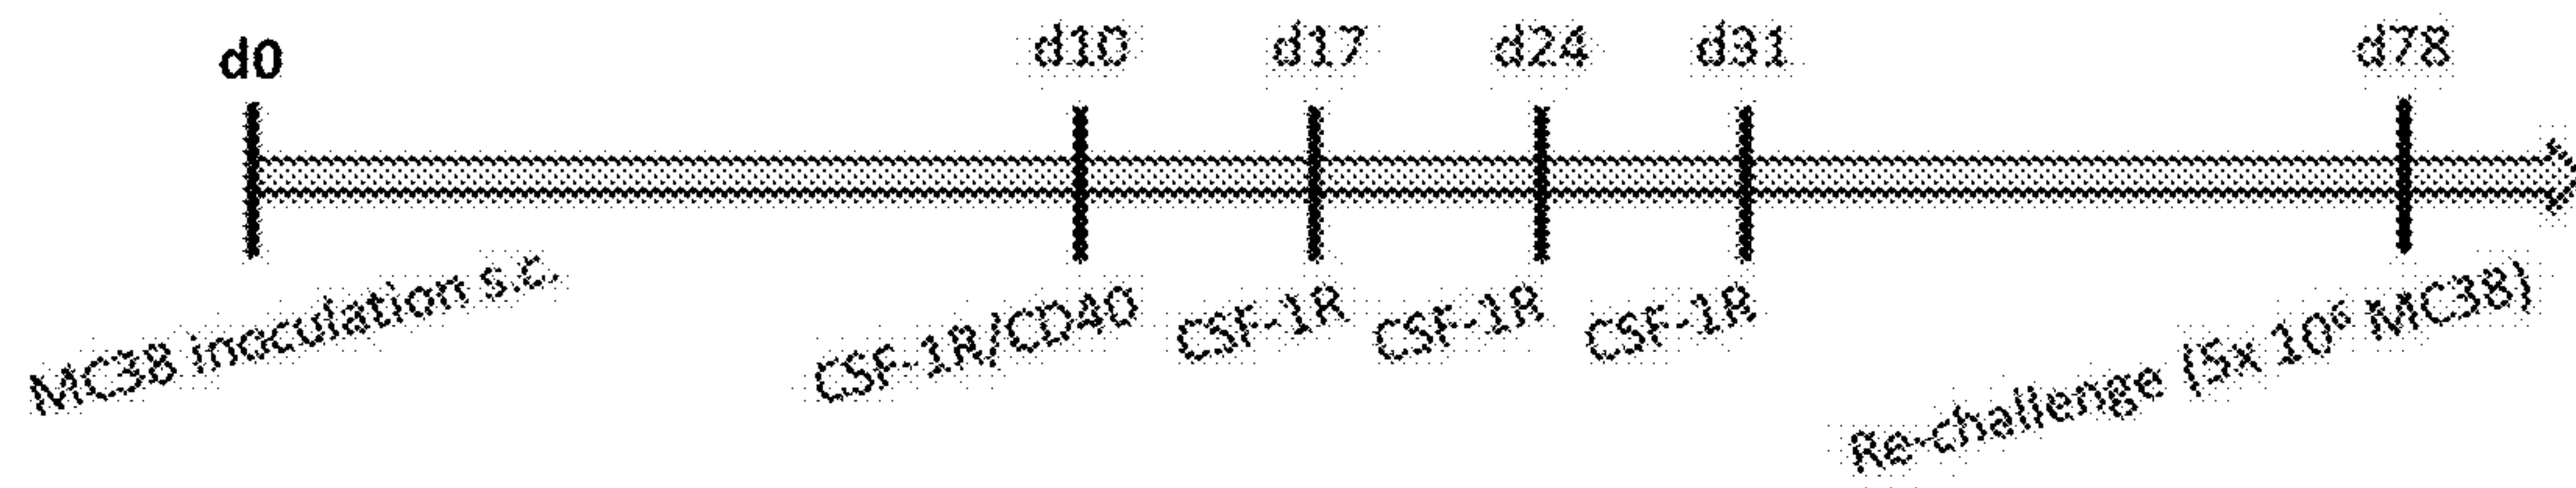 d0 d10 d17 d24 d31 d78
MC38 inoculation s.c.
CSF-1R/CD40
CSF-1R
CSF-1R
CSF-1R
Re-challenge (5x 10⁶ MC38)